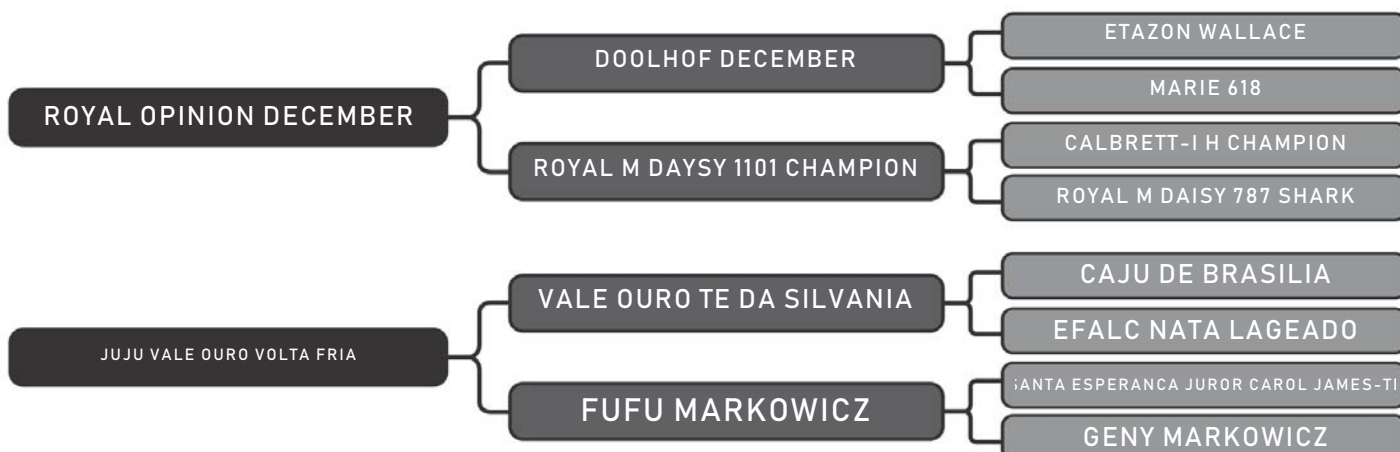 ROYAL OPINION DECEMBER
DOOLHOF DECEMBER
ETAZON WALLACE
MARIE 618
ROYAL M DAYSY 1101 CHAMPION
CALBRETT-I H CHAMPION
ROYAL M DAISY 787 SHARK
JUJU VALE OURO VOLTA FRIA
VALE OURO TE DA SILVANIA
CAJU DE BRASILIA
EFALC NATA LAGEADO
FUFU MARKOWICZ
ESPERANCA JUROR CAROL
GENY MARKOWICZ